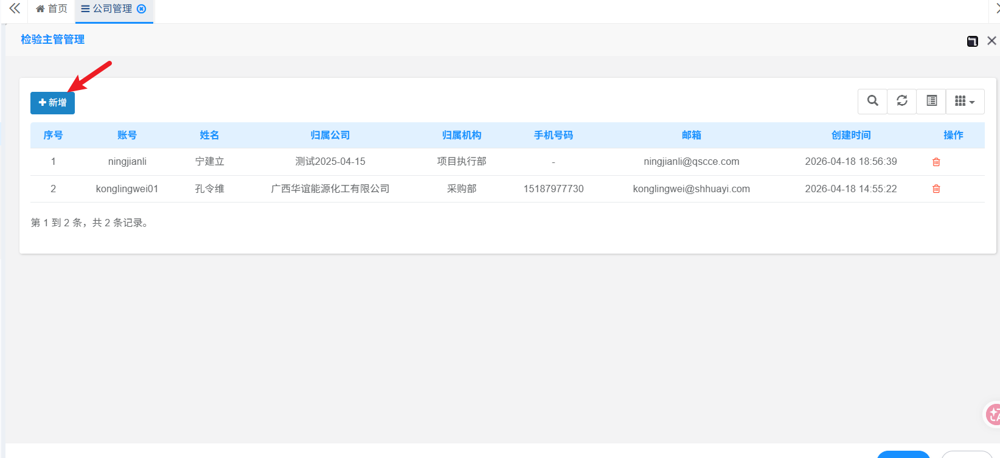 首页 公司管理
检验主管管理
新增
序号 账号 姓名 归属公司 归属机构 手机号码 邮箱 创建时间 操作
1 ningjianli 宁建立 测试2025-04-15 项目执行部 - ningjianli@qscce.com 2026-04-18 18:56:39
2 konglingwei01 孔令维 广西华谊能源化工有限公司 采购部 15187977730 konglingwei@shhuayi.com 2026-04-18 14:55:22
第 1 到 2 条，共 2 条记录。